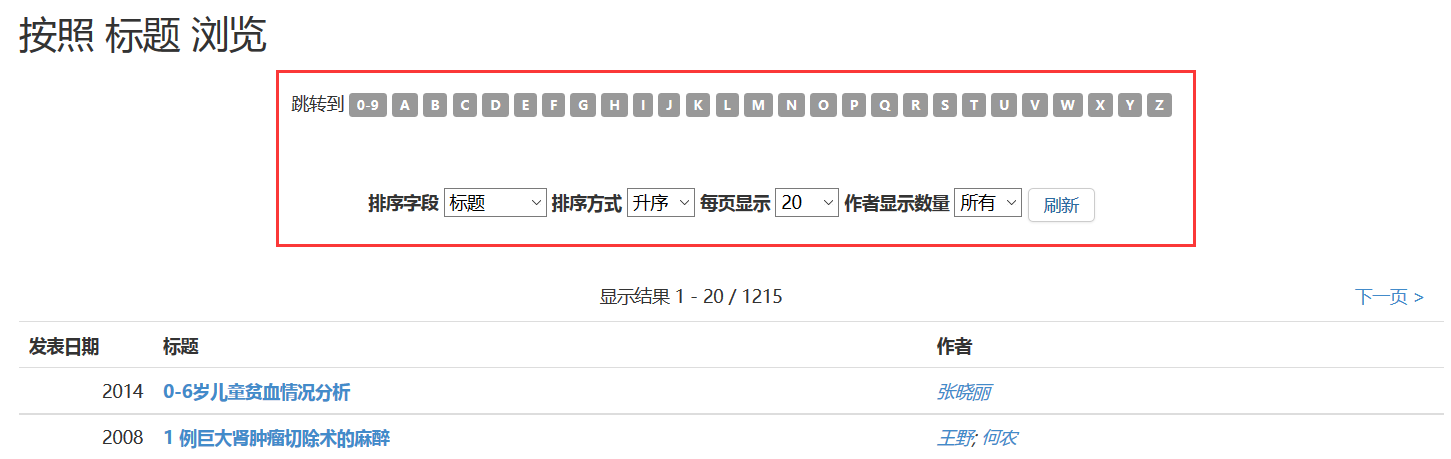 按照 标题 浏览
跳转到 0-9 A B C D E F G H I J K L M N O P Q R S T U V W X Y Z
排序字段 标题 排序方式 升序 每页显示 20 作者显示数量 所有 刷新
显示结果 1 - 20 / 1215 下一页 >
发表日期 标题 作者
2014 0-6岁儿童贫血情况分析 张晓丽
2008 1 例巨大肾肿瘤切除术的麻醉 王野; 何农